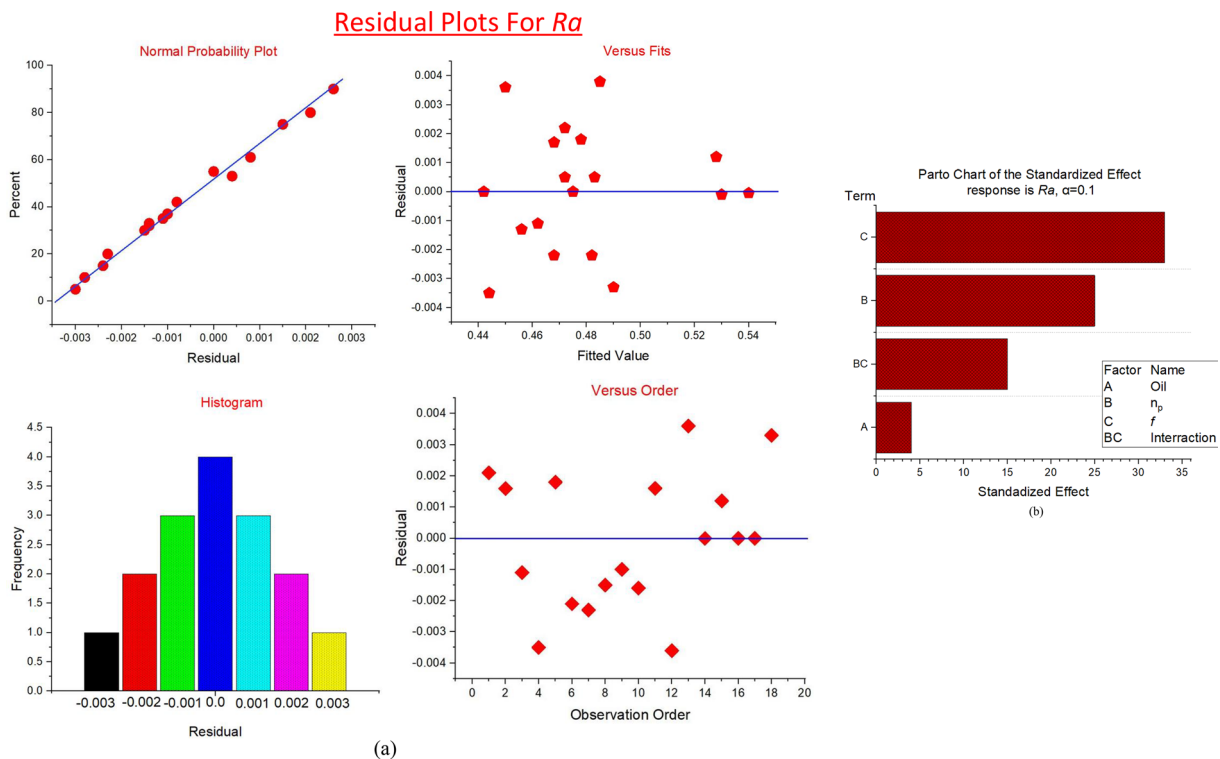 Residual Plots For Ra
Normal Probability Plot
100
80
60
40
20
0
Percent
-0.003 -0.002 -0.001 0.000 0.001 0.002 0.003
Residual
Versus Fits
0.004
0.003
0.002
0.001
0.000
-0.001
-0.002
-0.003
-0.004
Residual
0.44 0.46 0.48 0.50 0.52 0.54
Fitted Value
Histogram
4.5
4.0
3.5
3.0
2.5
2.0
1.5
1.0
0.5
0.0
Frequency
-0.003 -0.002 -0.001 0.0 0.001 0.002 0.003
Residual
Versus Order
0.004
0.003
0.002
0.001
0.000
-0.001
-0.002
-0.003
-0.004
Residual
0 2 4 6 8 10 12 14 16 18 20
Observation Order
(a)
Parto Chart of the Standardized Effect
response is Ra, α=0.1
Term
C
B
BC
A
Factor Name
A Oil
B np
C f
BC Interraction
0 5 10 15 20 25 30 35
Standadized Effect
(b)